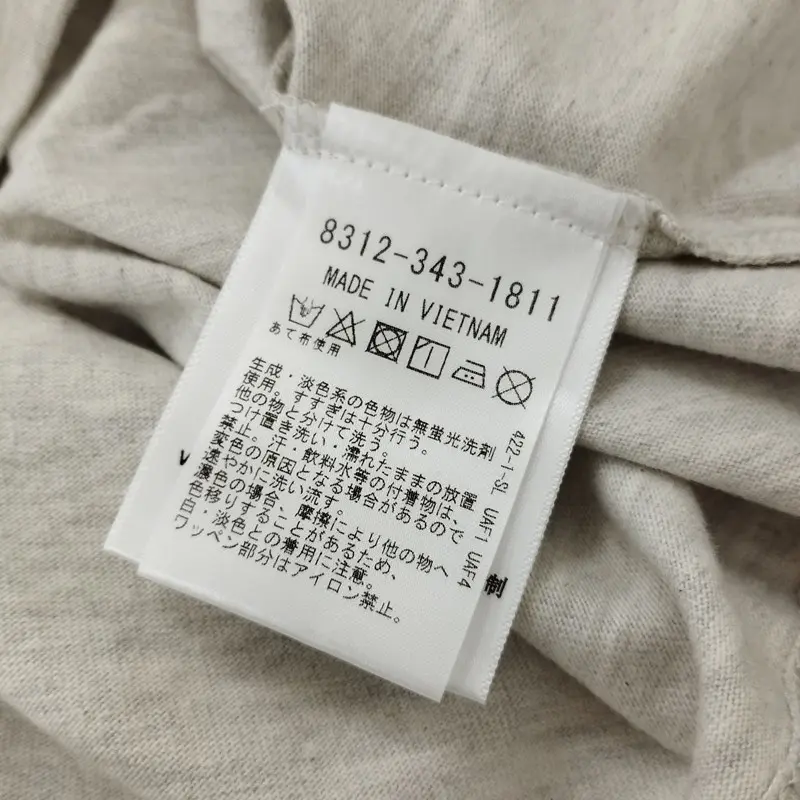 8312-343-1811
MADE IN VIETNAM
あて布使用
生成・淡色系の色物は無蛍光洗剤
使用。すすぎは十分行う。
他の物と分けて洗う。
つけ置き洗い・濡れたままの放置
禁止。汗・飲料水等の付着物は、
変色の原因となる場合があるので
速やかに洗い流す。
濃色の場合、摩擦により他の物へ
色移りすることがあるため、
白・淡色との着用に注意。
ワッペン部分はアイロン禁止。
422-1-SL UAF1 UAF4
制